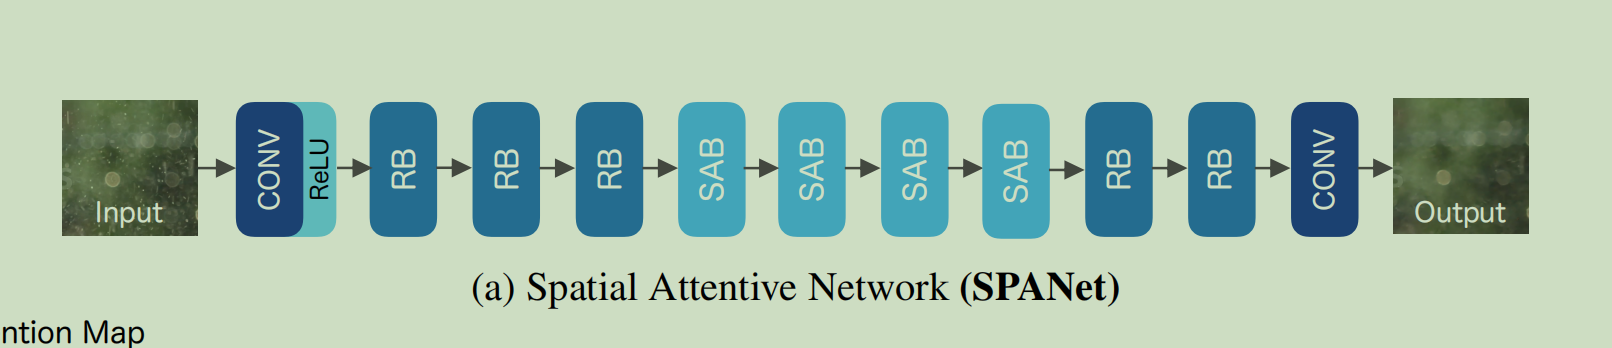 Input CONV ReLU RB RB RB SAB SAB SAB SAB RB RB CONV Output
(a) Spatial Attentive Network (SPANet)
ntion Map